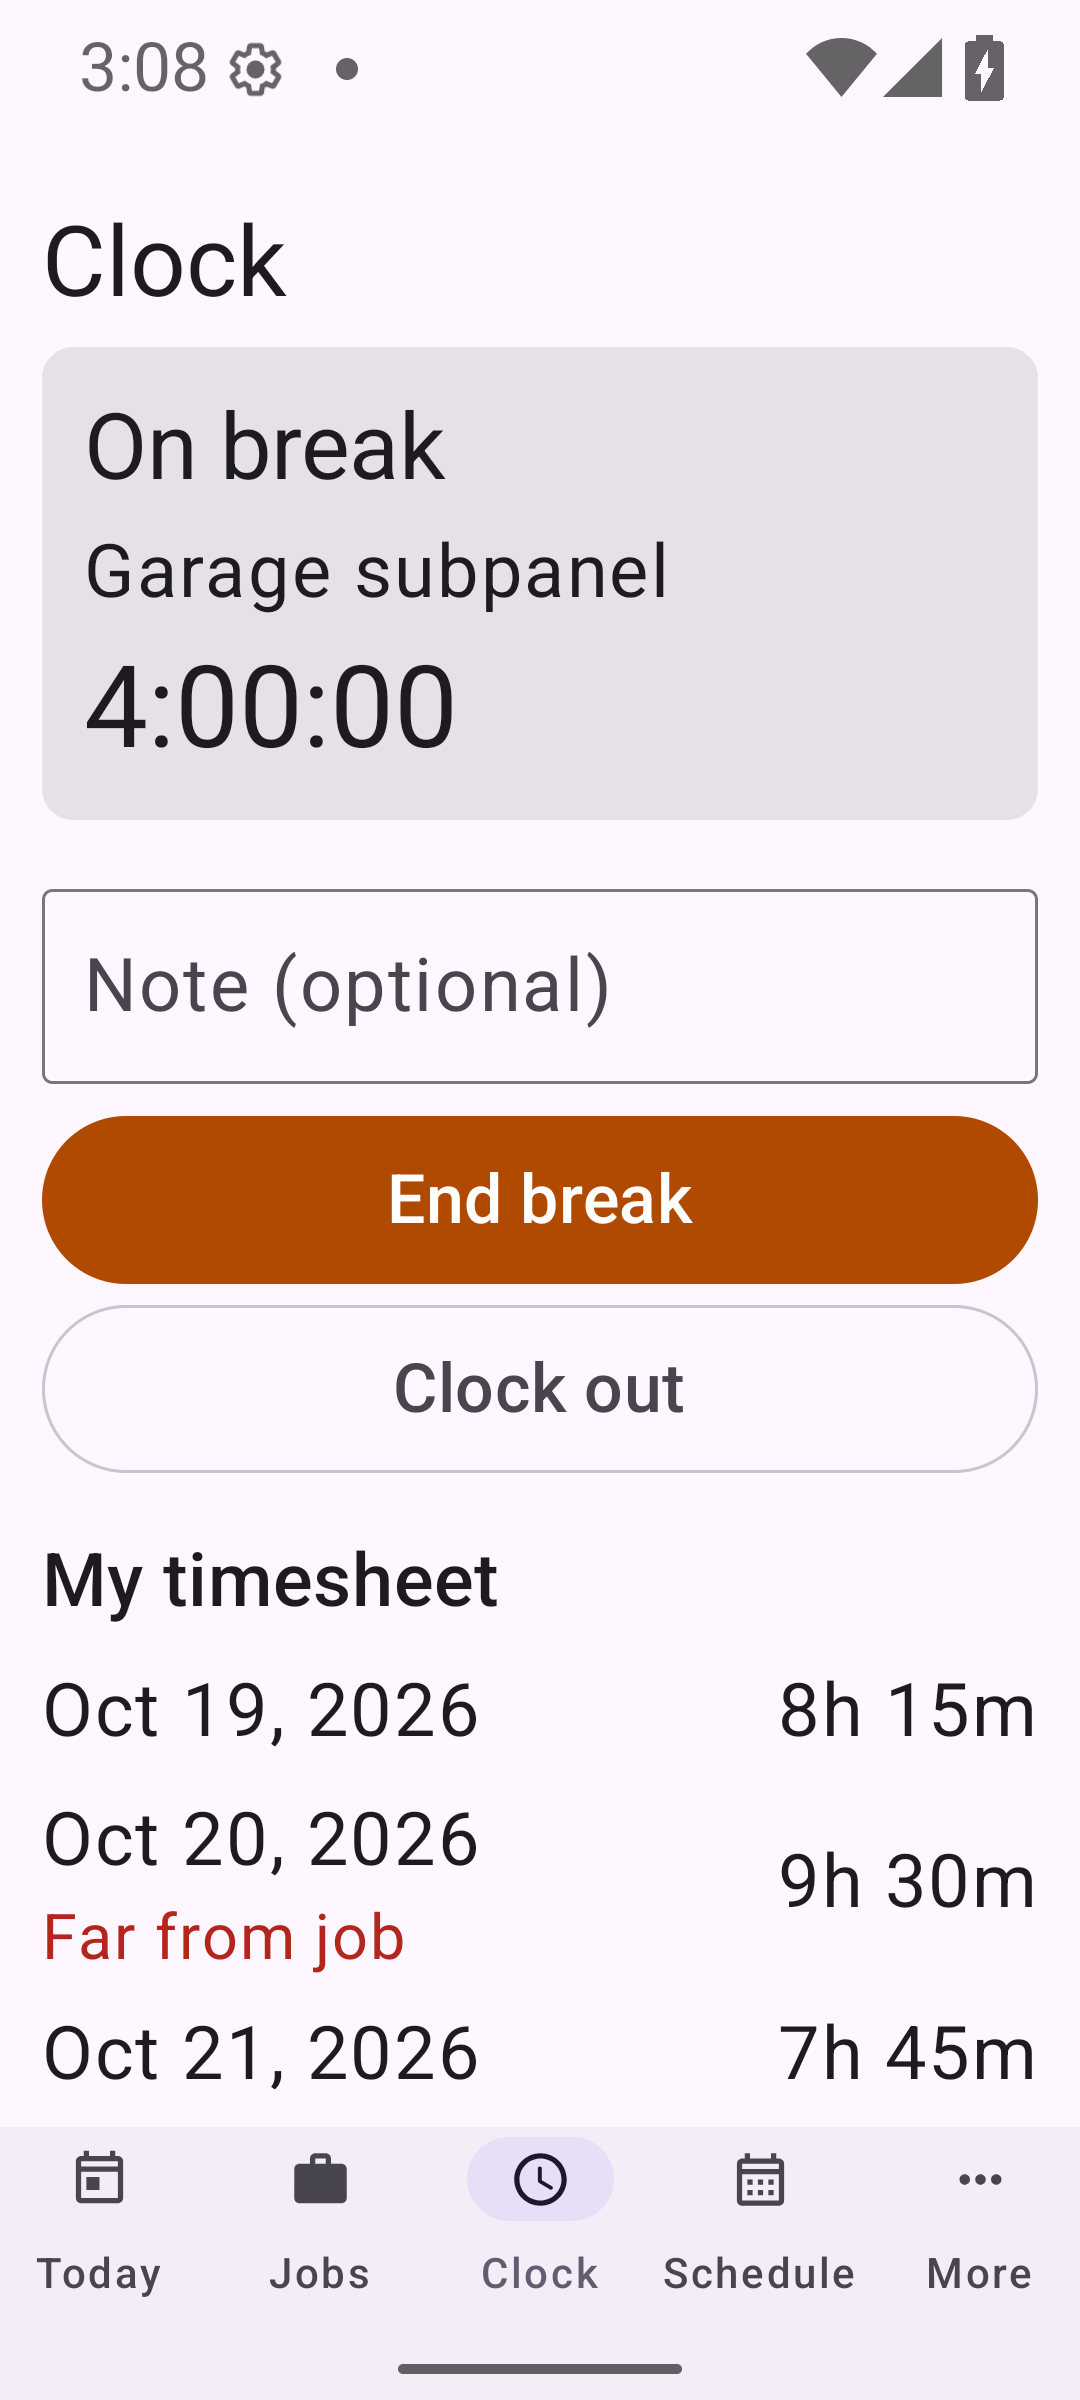 3:08
Clock
On break
Garage subpanel
4:00:00
Note (optional)
End break
Clock out
My timesheet
Oct 19, 2026 8h 15m
Oct 20, 2026 9h 30m
Far from job
Oct 21, 2026 7h 45m
Today Jobs Clock Schedule More